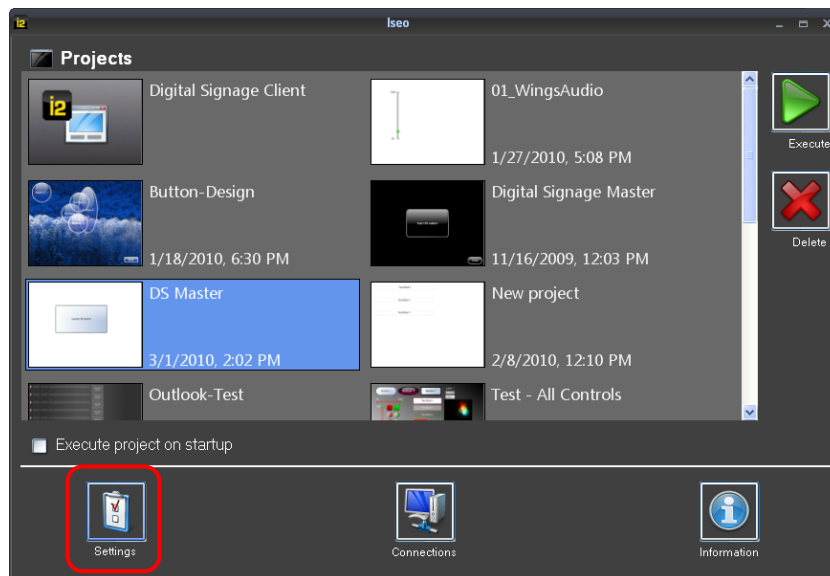 i2
Iseo
Projects
i2
Digital Signage Client
01_WingsAudio
1/27/2010, 5:08 PM
Execute
Button-Design
1/18/2010, 6:30 PM
Digital Signage Master
11/16/2009, 12:03 PM
Delete
DS Master
3/1/2010, 2:02 PM
New project
2/8/2010, 12:10 PM
Outlook-Test
Test - All Controls
Execute project on startup
Settings
Connections
Information